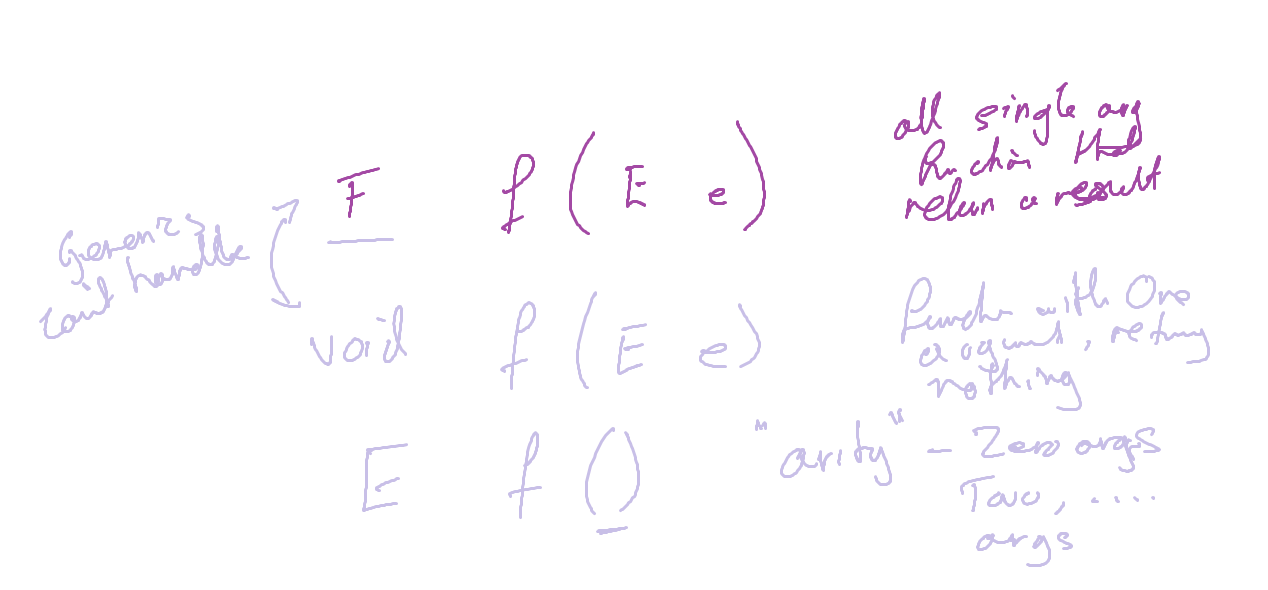 all single arg
F f(E e) function that
return a result
Generics
can't handle
void f(E e) function with One
argument, returning
nothing
E f() "arity" - Zero args
Two, ....
args